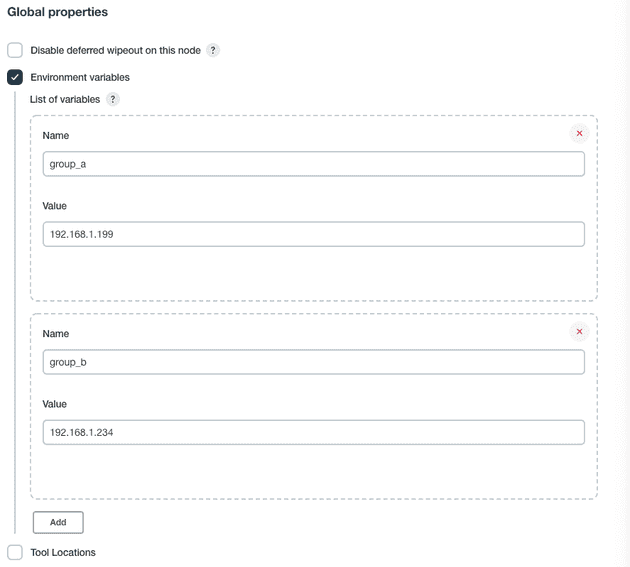 Global properties
Disable deferred wipeout on this node ?
Environment variables
List of variables ?
Name
group_a
Value
192.168.1.199
Name
group_b
Value
192.168.1.234
Add
Tool Locations